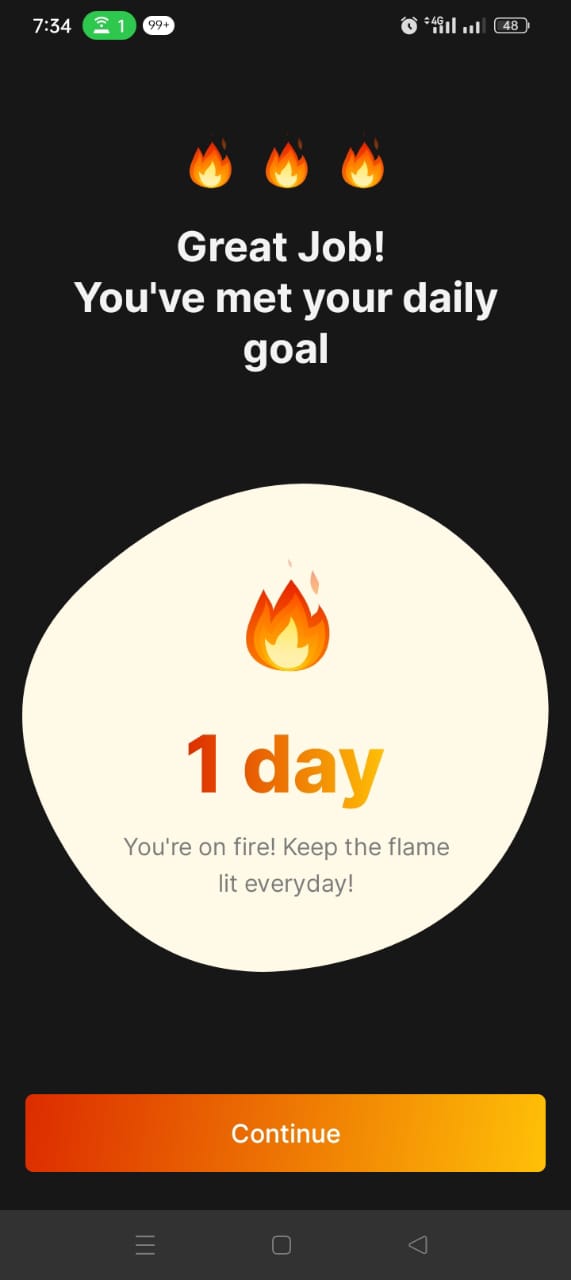 7:34 1 99+ 4G 48
Great Job!
You've met your daily
goal
1 day
You're on fire! Keep the flame
lit everyday!
Continue